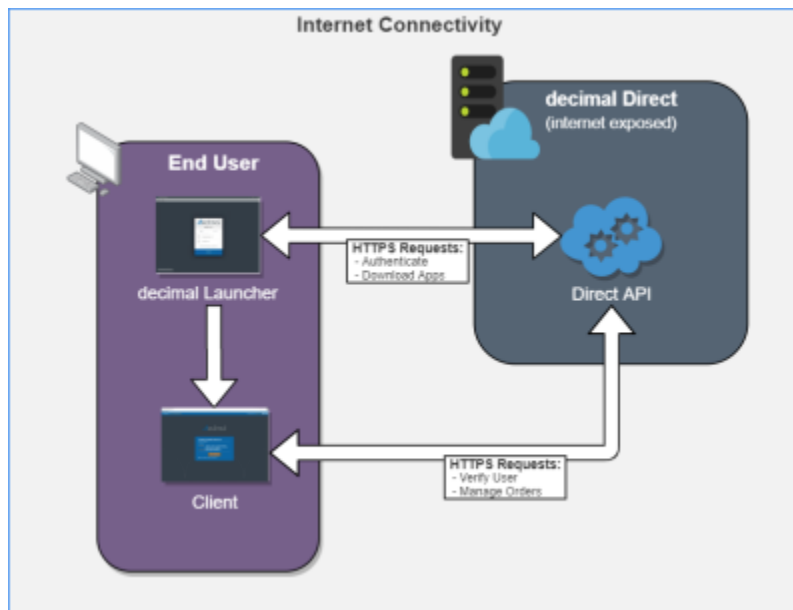 Internet Connectivity
decimal Direct
(internet exposed)
End User
HTTPS Requests:
- Authenticate
- Download Apps
decimal Launcher
Direct API
HTTPS Requests:
- Verify User
- Manage Orders
Client